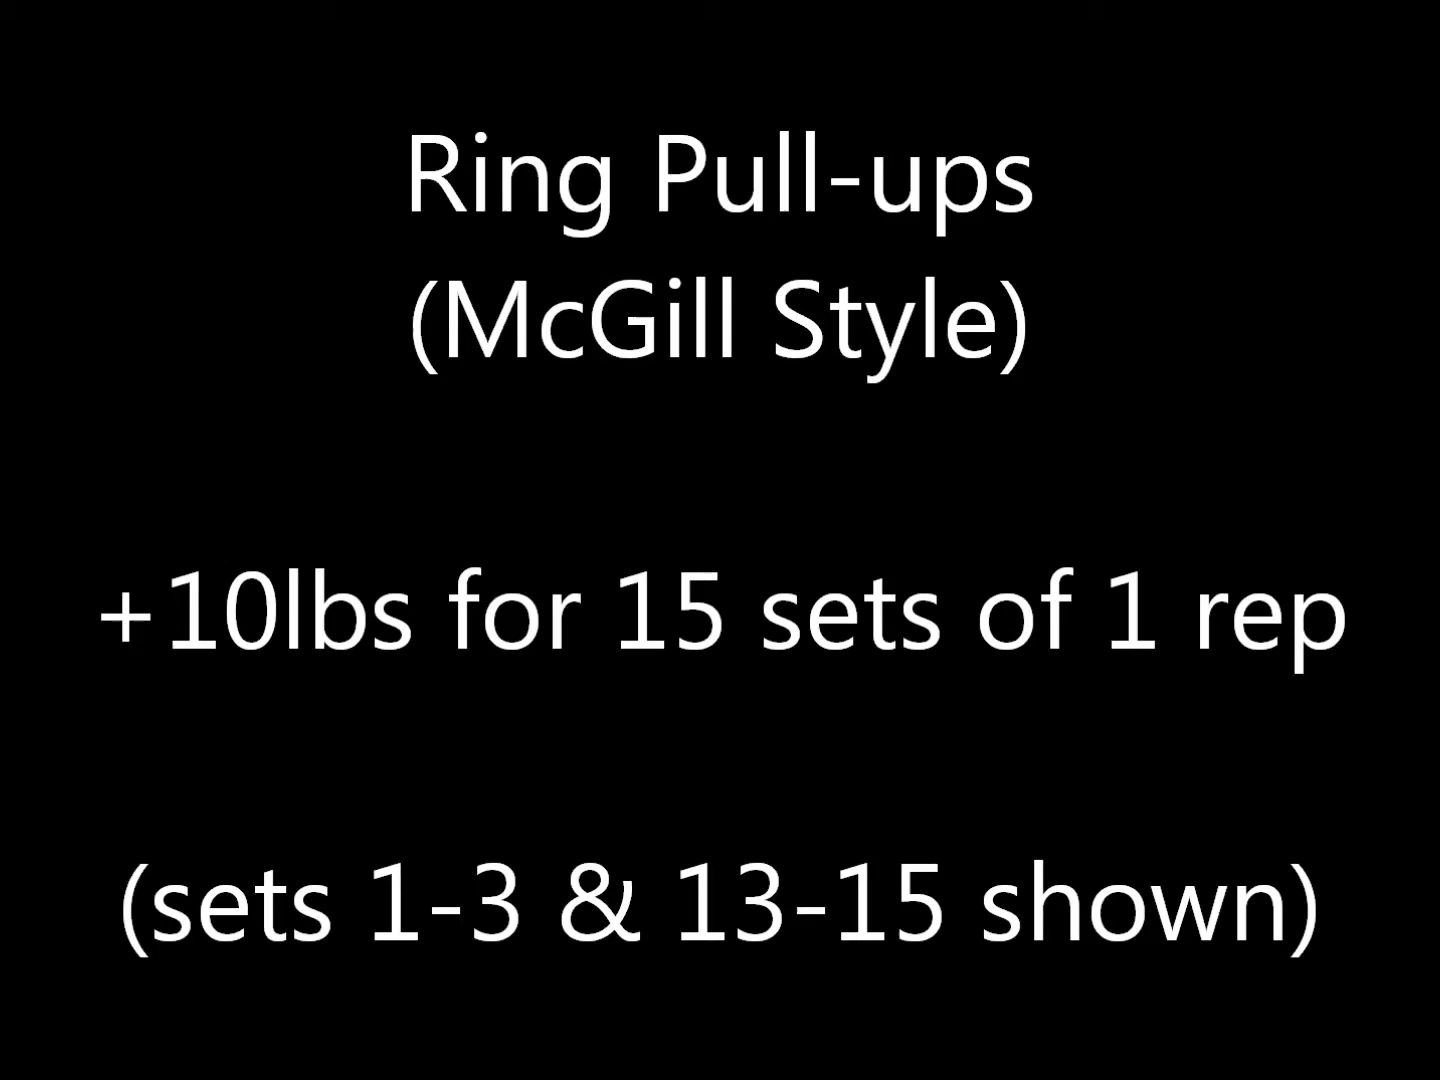 Ring Pull-ups
(McGill Style)
+10lbs for 15 sets of 1 rep
(sets 1-3 & 13-15 shown)